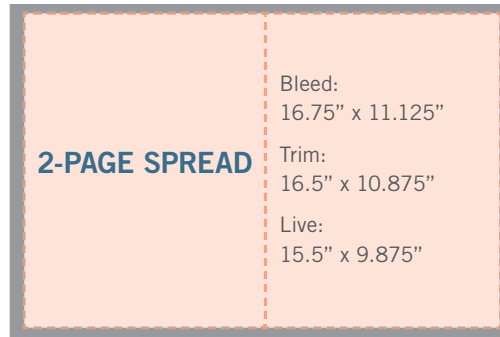 2-PAGE SPREAD
Bleed:
16.75” x 11.125”
Trim:
16.5” x 10.875”
Live:
15.5” x 9.875”